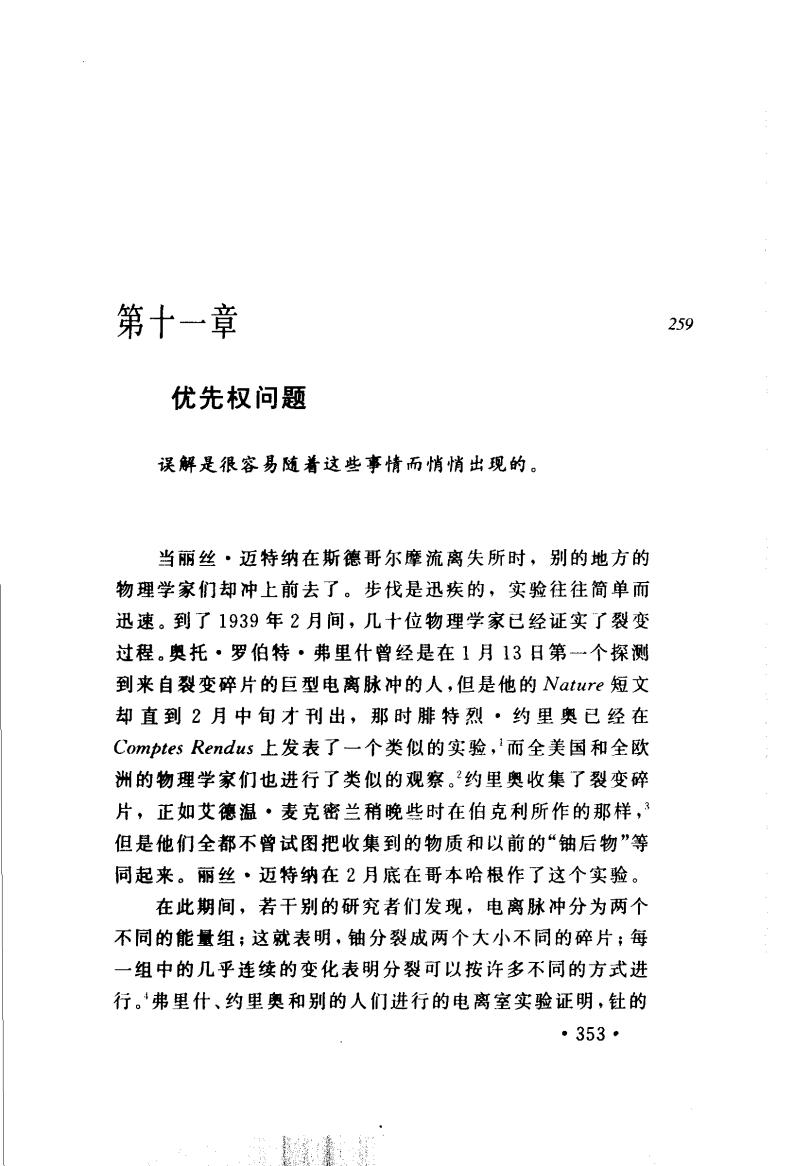 第十一章
259
优先权问题
误解是很容易随着这些事情而悄悄出现的。
当丽丝·迈特纳在斯德哥尔摩流离失所时，别的地方的
物理学家们却冲上前去了。步伐是迅疾的，实验往往简单而
迅速。到了1939年2月间，几十位物理学家已经证实了裂变
过程。奥托·罗伯特·弗里什曾经是在1月13日第一个探测
到来自裂变碎片的巨型电离脉冲的人，但是他的Nature短文
却直到2月中旬才刊出，那时腓特烈·约里奥已经在
Comptes Rendus上发表了一个类似的实验，¹而全美国和全欧
洲的物理学家们也进行了类似的观察。²约里奥收集了裂变碎
片，正如艾德温·麦克密兰稍晚些时在伯克利所作的那样，³
但是他们全都不曾试图把收集到的物质和以前的“铀后物”等
同起来。丽丝·迈特纳在2月底在哥本哈根作了这个实验。
在此期间，若干别的研究者们发现，电离脉冲分为两个
不同的能量组；这就表明，铀分裂成两个大小不同的碎片；每
一组中的几乎连续的变化表明分裂可以按许多不同的方式进
行。⁴弗里什、约里奥和别的人们进行的电离室实验证明，钍的
·353·